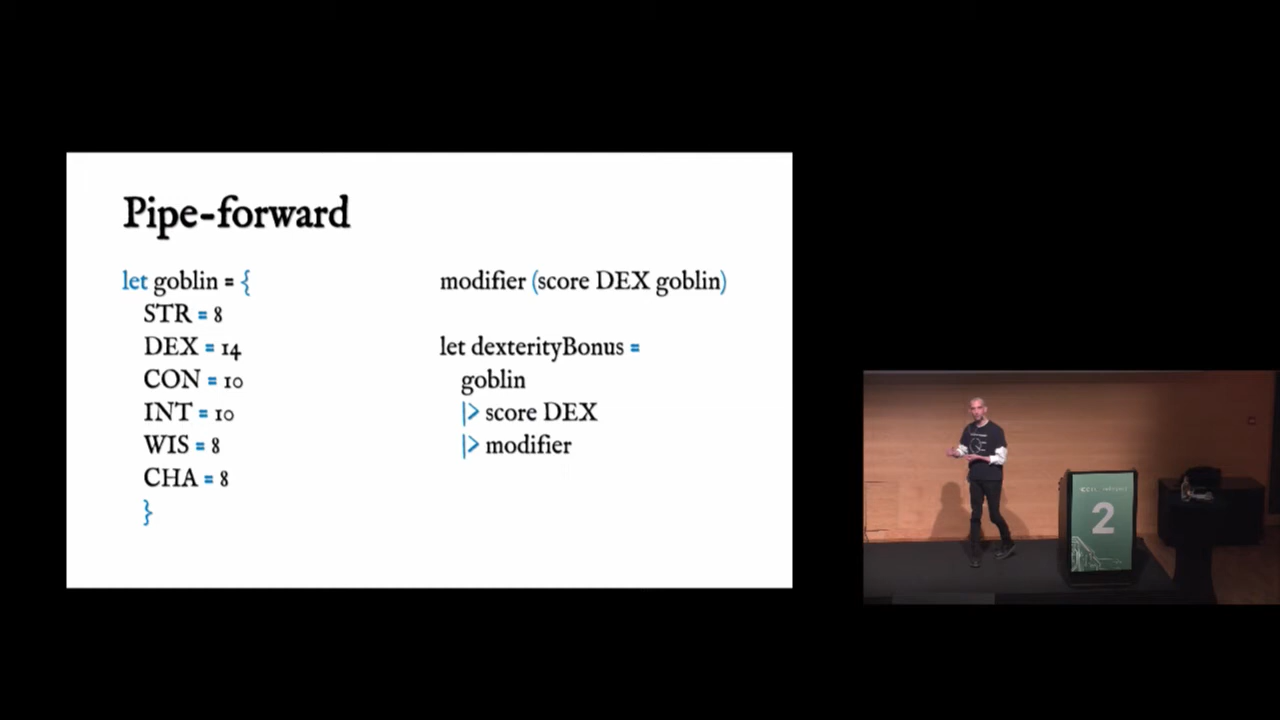 Pipe-forward
let goblin = {
STR = 8
DEX = 14
CON = 10
INT = 10
WIS = 8
CHA = 8
}
modifier (score DEX goblin)
let dexterityBonus =
goblin
|> score DEX
|> modifier
2